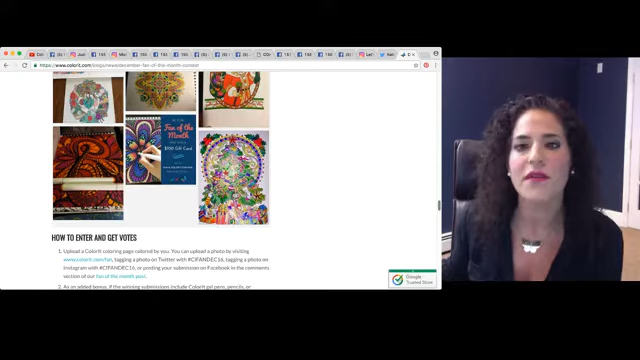 https://www.colorit.com/blogs/news/december-fan-of-the-month-contest
Fan of the
Month
$100 Gift Card
HOW TO ENTER AND GET VOTES
1. Upload a ColorIt coloring page colored by you. You can upload a photo by visiting
www.colorit.com/fan, tagging a photo on Twitter with #CIFANDEC16, tagging a photo on
Instagram with #CIFANDEC16, or posting your submission on Facebook in the comments
section of our fan of the month post.
2. As an added bonus, if the winning submissions include ColorIt gel pens, pencils, or
Google
Trusted Store